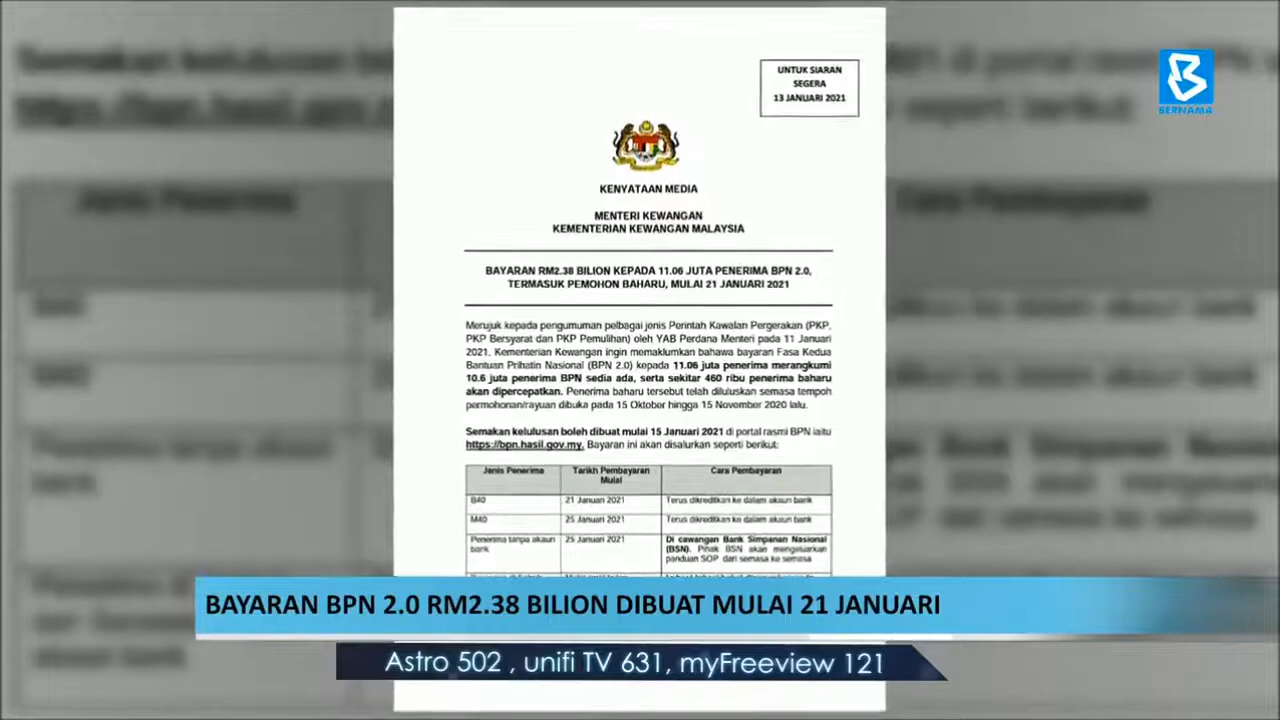 UNTUK SIARAN
SEGERA
13 JANUARI 2021
BERNAMA
KENYATAAN MEDIA
MENTERI KEWANGAN
KEMENTERIAN KEWANGAN MALAYSIA
BAYARAN RM2.38 BILION KEPADA 11.06 JUTA PENERIMA BPN 2.0,
TERMASUK PEMOHON BAHARU, MULAI 21 JANUARI 2021
Merujuk kepada pengumuman pelbagai jenis Perintah Kawalan Pergerakan (PKP,
PKP Bersyarat dan PKP Pemulihan) oleh YAB Perdana Menteri pada 11 Januari
2021, Kementerian Kewangan ingin memaklumkan bahawa bayaran Fasa Kedua
Bantuan Prihatin Nasional (BPN 2.0) kepada 11.06 juta penerima merangkumi
10.6 juta penerima BPN sedia ada, serta sekitar 460 ribu penerima baharu
akan dipercepatkan. Penerima baharu tersebut telah diluluskan semasa tempoh
permohonan/rayuan dibuka pada 15 Oktober hingga 15 November 2020 lalu.
Semakan kelulusan boleh dibuat mulai 15 Januari 2021 di portal rasmi BPN iaitu
https://bpn.hasil.gov.my. Bayaran ini akan disalurkan seperti berikut:
Jenis Penerima Tarikh Pembayaran Mulai Cara Pembayaran
B40 21 Januari 2021 Terus dikreditkan ke dalam akaun bank
M40 25 Januari 2021 Terus dikreditkan ke dalam akaun bank
Penerima tanpa akaun bank 25 Januari 2021 Di cawangan Bank Simpanan Nasional
(BSN). Pihak BSN akan mengeluarkan
panduan SOP dari semasa ke semasa
BAYARAN BPN 2.0 RM2.38 BILION DIBUAT MULAI 21 JANUARI
Astro 502 , unifi TV 631, myFreeview 121